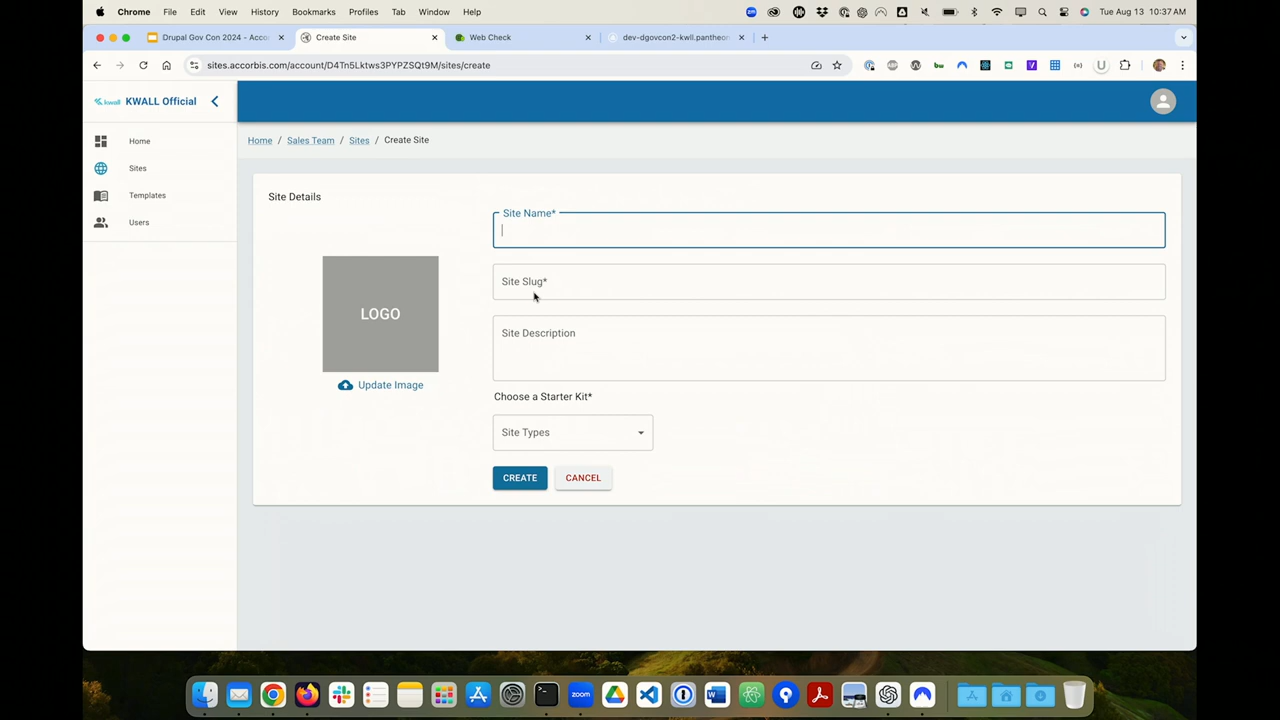 Chrome File Edit View History Bookmarks Profiles Tab Window Help Tue Aug 13 10:37 AM
Drupal Gov Con 2024 - Acco Create Site Web Check dev-dgovcon2-kwll.pantheon
sites.accorbis.com/account/D4Tn5Lktws3PYPZSQt9M/sites/create
kwall KWALL Official
Home
Sites
Templates
Users
Home / Sales Team / Sites / Create Site
Site Details
Site Name*
Site Slug*
LOGO
Site Description
Update Image
Choose a Starter Kit*
Site Types
CREATE CANCEL